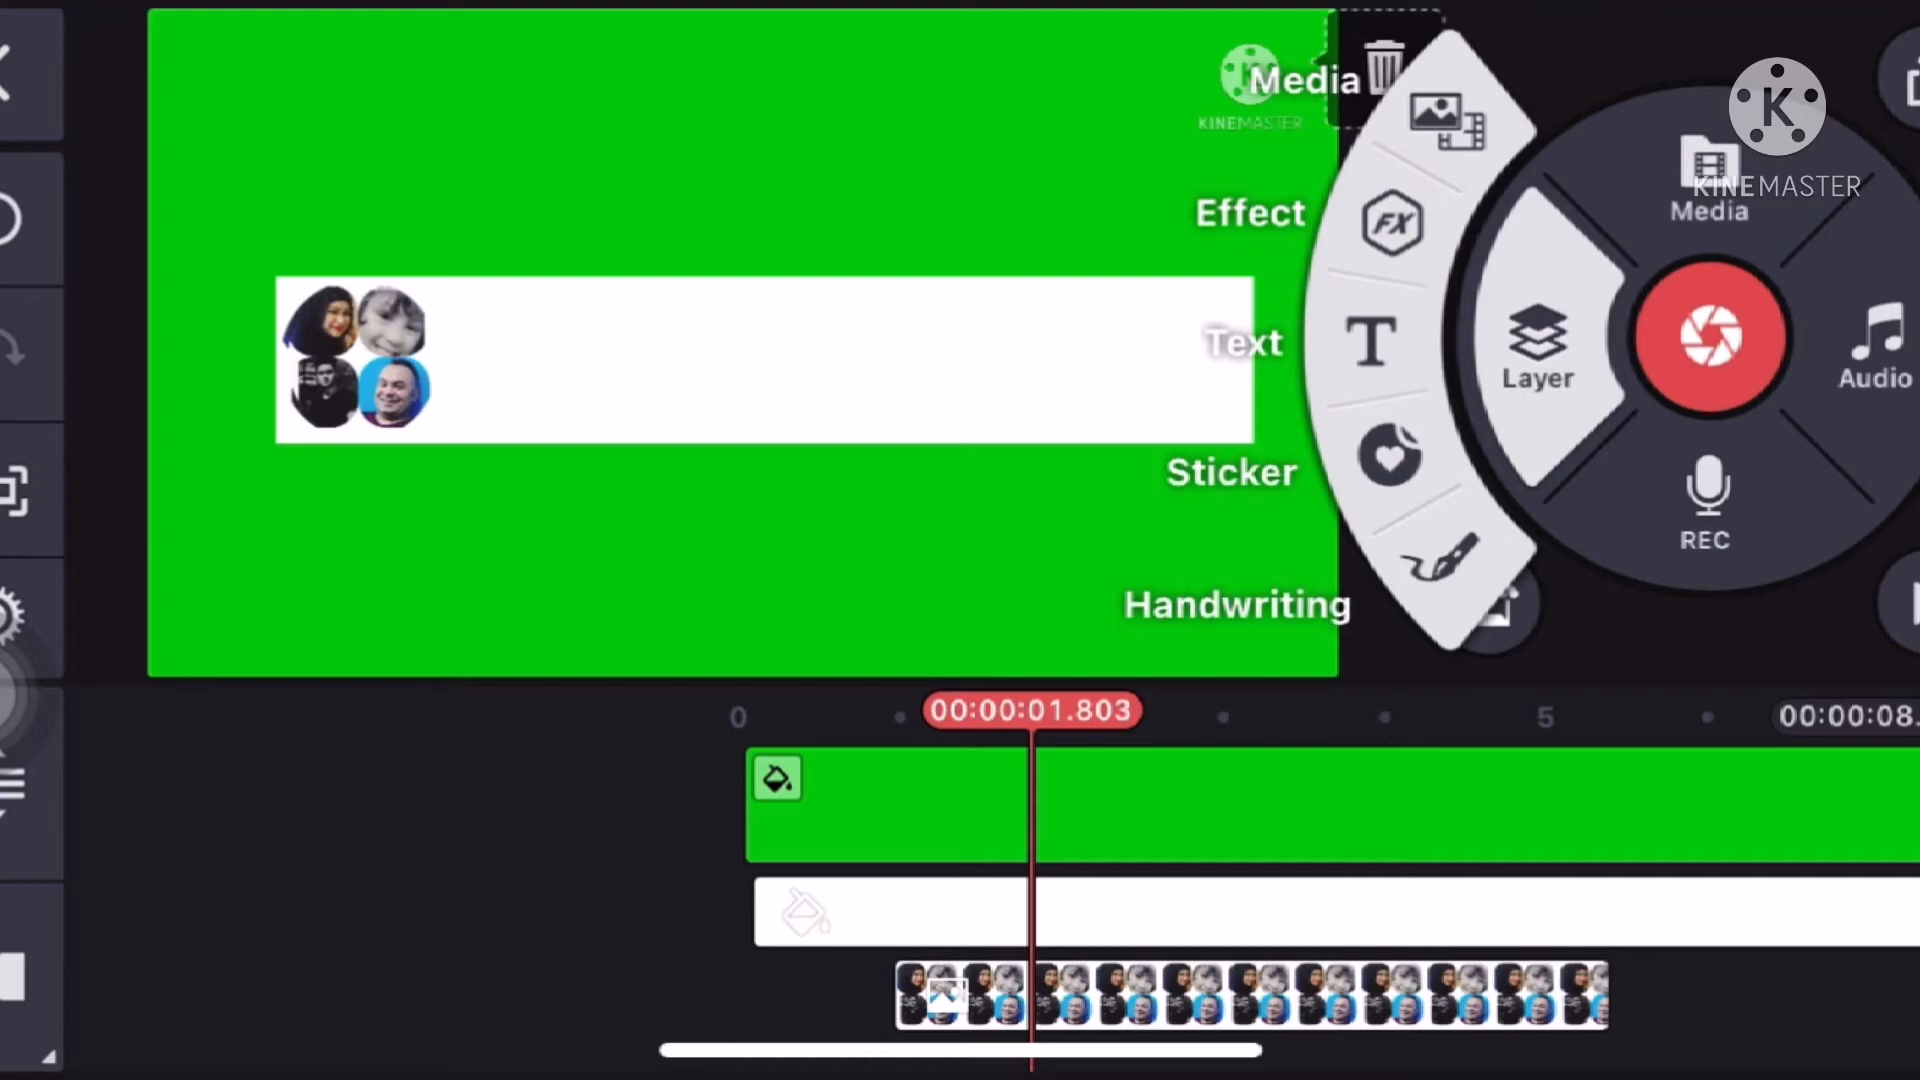 Media
KINEMASTER
K
KINEMASTER
Media
Effect
FX
Text
T
Layer
Audio
Sticker
REC
Handwriting
0
00:00:01.803
5
00:00:08.